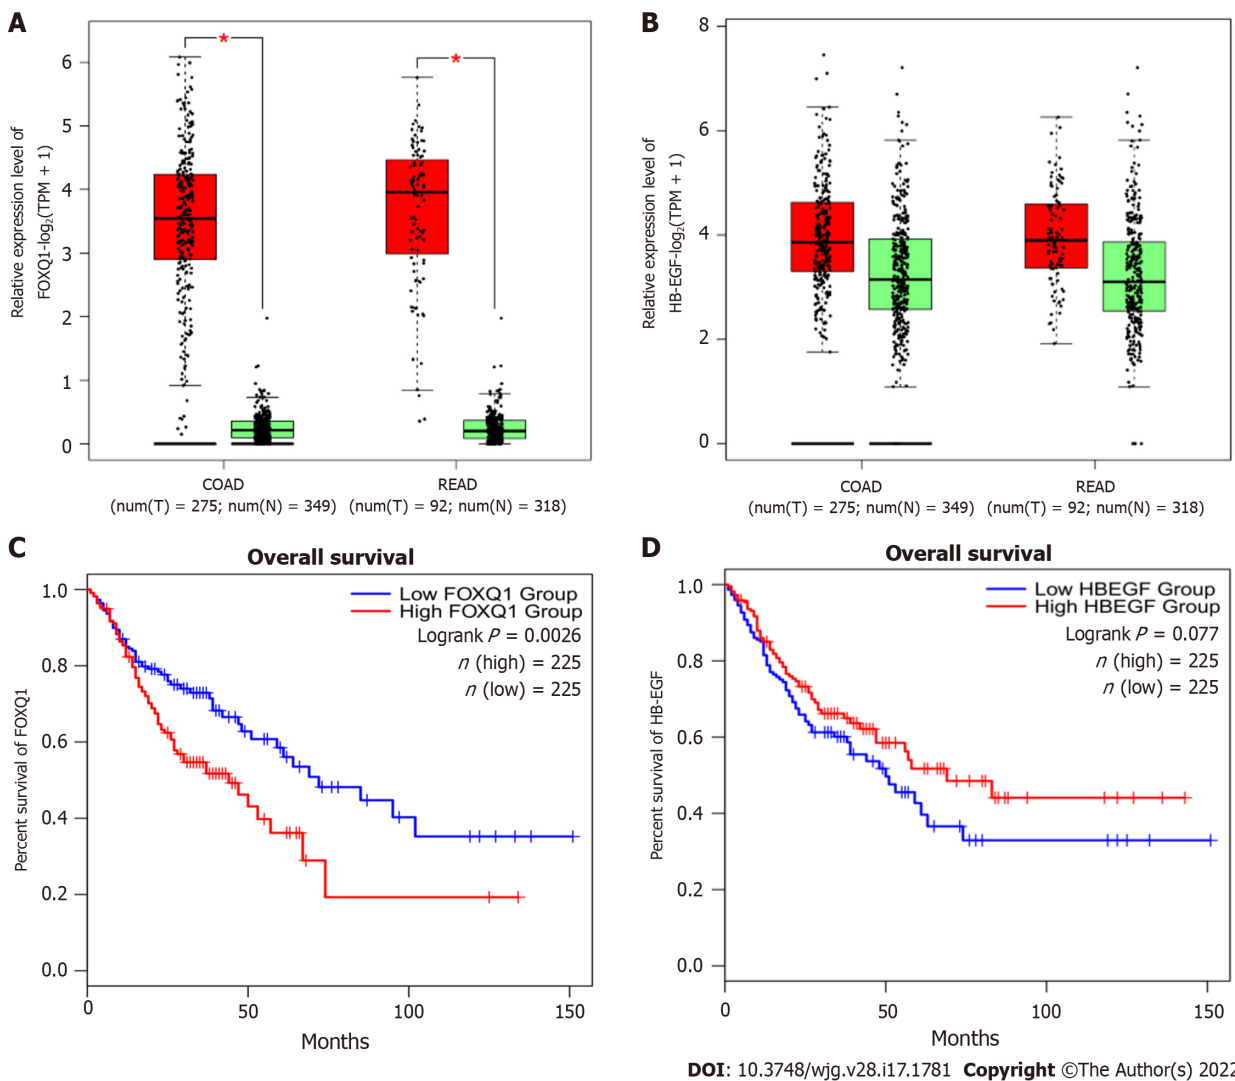 A
Relative expression level of
FOXQ1-log2(TPM + 1)
6
5
4
3
2
1
0
*
*
COAD
(num(T) = 275; num(N) = 349)
READ
(num(T) = 92; num(N) = 318)
B
Relative expression level of
HB-EGF-log2(TPM + 1)
8
6
4
2
0
COAD
(num(T) = 275; num(N) = 349)
READ
(num(T) = 92; num(N) = 318)
C
Overall survival
Percent survival of FOXQ1
1.0
0.8
0.6
0.4
0.2
0.0
Low FOXQ1 Group
High FOXQ1 Group
Logrank P = 0.0026
n (high) = 225
n (low) = 225
0 50 100 150
Months
D
Overall survival
Percent survival of HB-EGF
1.0
0.8
0.6
0.4
0.2
0.0
Low HBEGF Group
High HBEGF Group
Logrank P = 0.077
n (high) = 225
n (low) = 225
0 50 100 150
Months
DOI: 10.3748/wjg.v28.i17.1781 Copyright ©The Author(s) 2022